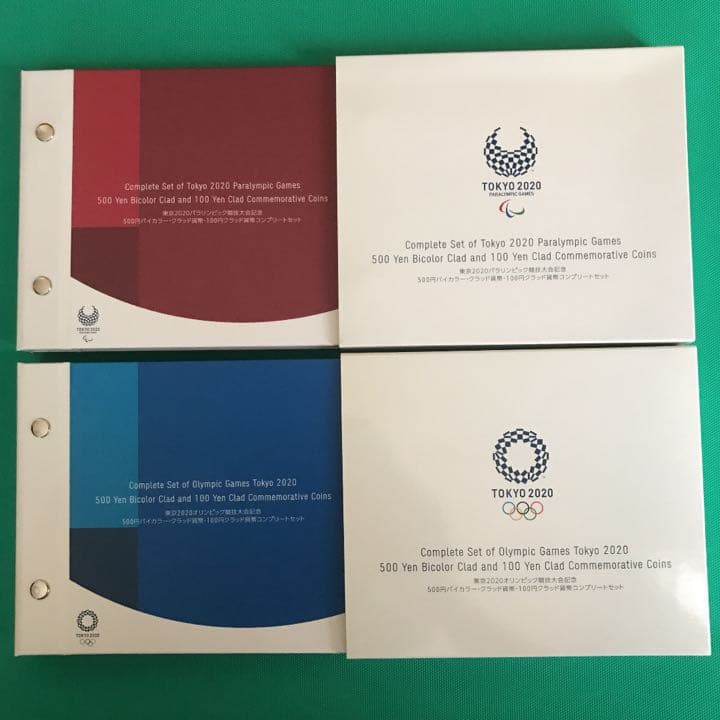 Complete Set of Tokyo 2020 Paralympic Games
500 Yen Bicolor Clad and 100 Yen Clad Commemorative Coins
東京2020パラリンピック競技大会記念
500円バイカラー・クラッド貨幣・100円クラッド貨幣コンプリートセット
TOKYO 2020
PARALYMPIC GAMES
TOKYO 2020
PARALYMPIC GAMES
Complete Set of Tokyo 2020 Paralympic Games
500 Yen Bicolor Clad and 100 Yen Clad Commemorative Coins
東京2020パラリンピック競技大会記念
500円バイカラー・クラッド貨幣・100円クラッド貨幣コンプリートセット
Complete Set of Olympic Games Tokyo 2020
500 Yen Bicolor Clad and 100 Yen Clad Commemorative Coins
東京2020オリンピック競技大会記念
500円バイカラー・クラッド貨幣・100円クラッド貨幣コンプリートセット
TOKYO 2020
TOKYO 2020
Complete Set of Olympic Games Tokyo 2020
500 Yen Bicolor Clad and 100 Yen Clad Commemorative Coins
東京2020オリンピック競技大会記念
500円バイカラー・クラッド貨幣・100円クラッド貨幣コンプリートセット